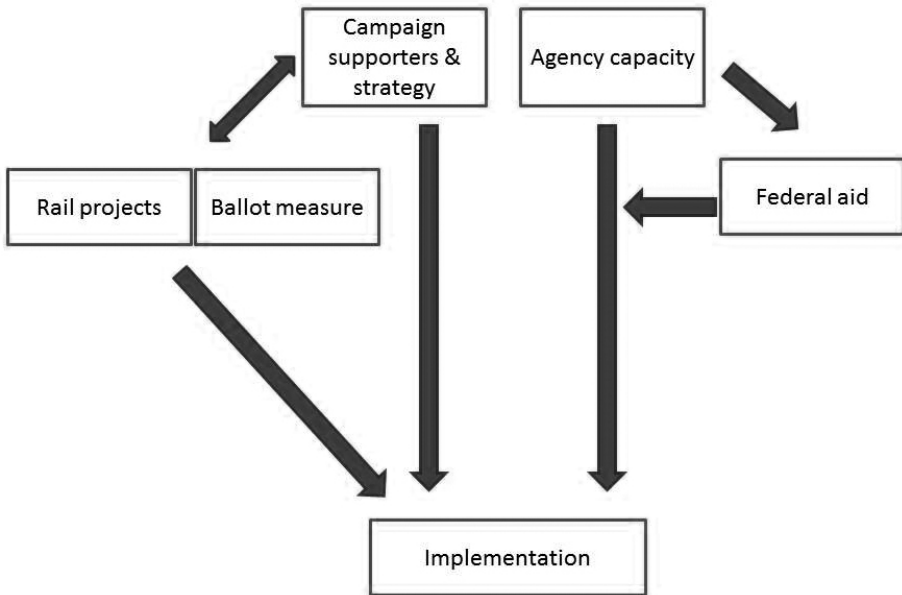 Campaign
supporters &
strategy
Agency capacity
Rail projects
Ballot measure
Federal aid
Implementation